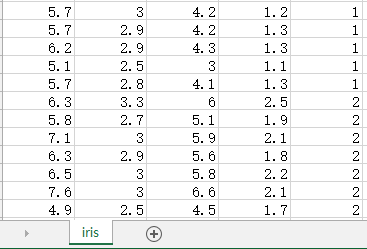 5.7 3 4.2 1.2 1
5.7 2.9 4.2 1.3 1
6.2 2.9 4.3 1.3 1
5.1 2.5 3 1.1 1
5.7 2.8 4.1 1.3 1
6.3 3.3 6 2.5 2
5.8 2.7 5.1 1.9 2
7.1 3 5.9 2.1 2
6.3 2.9 5.6 1.8 2
6.5 3 5.8 2.2 2
7.6 3 6.6 2.1 2
4.9 2.5 4.5 1.7 2
iris